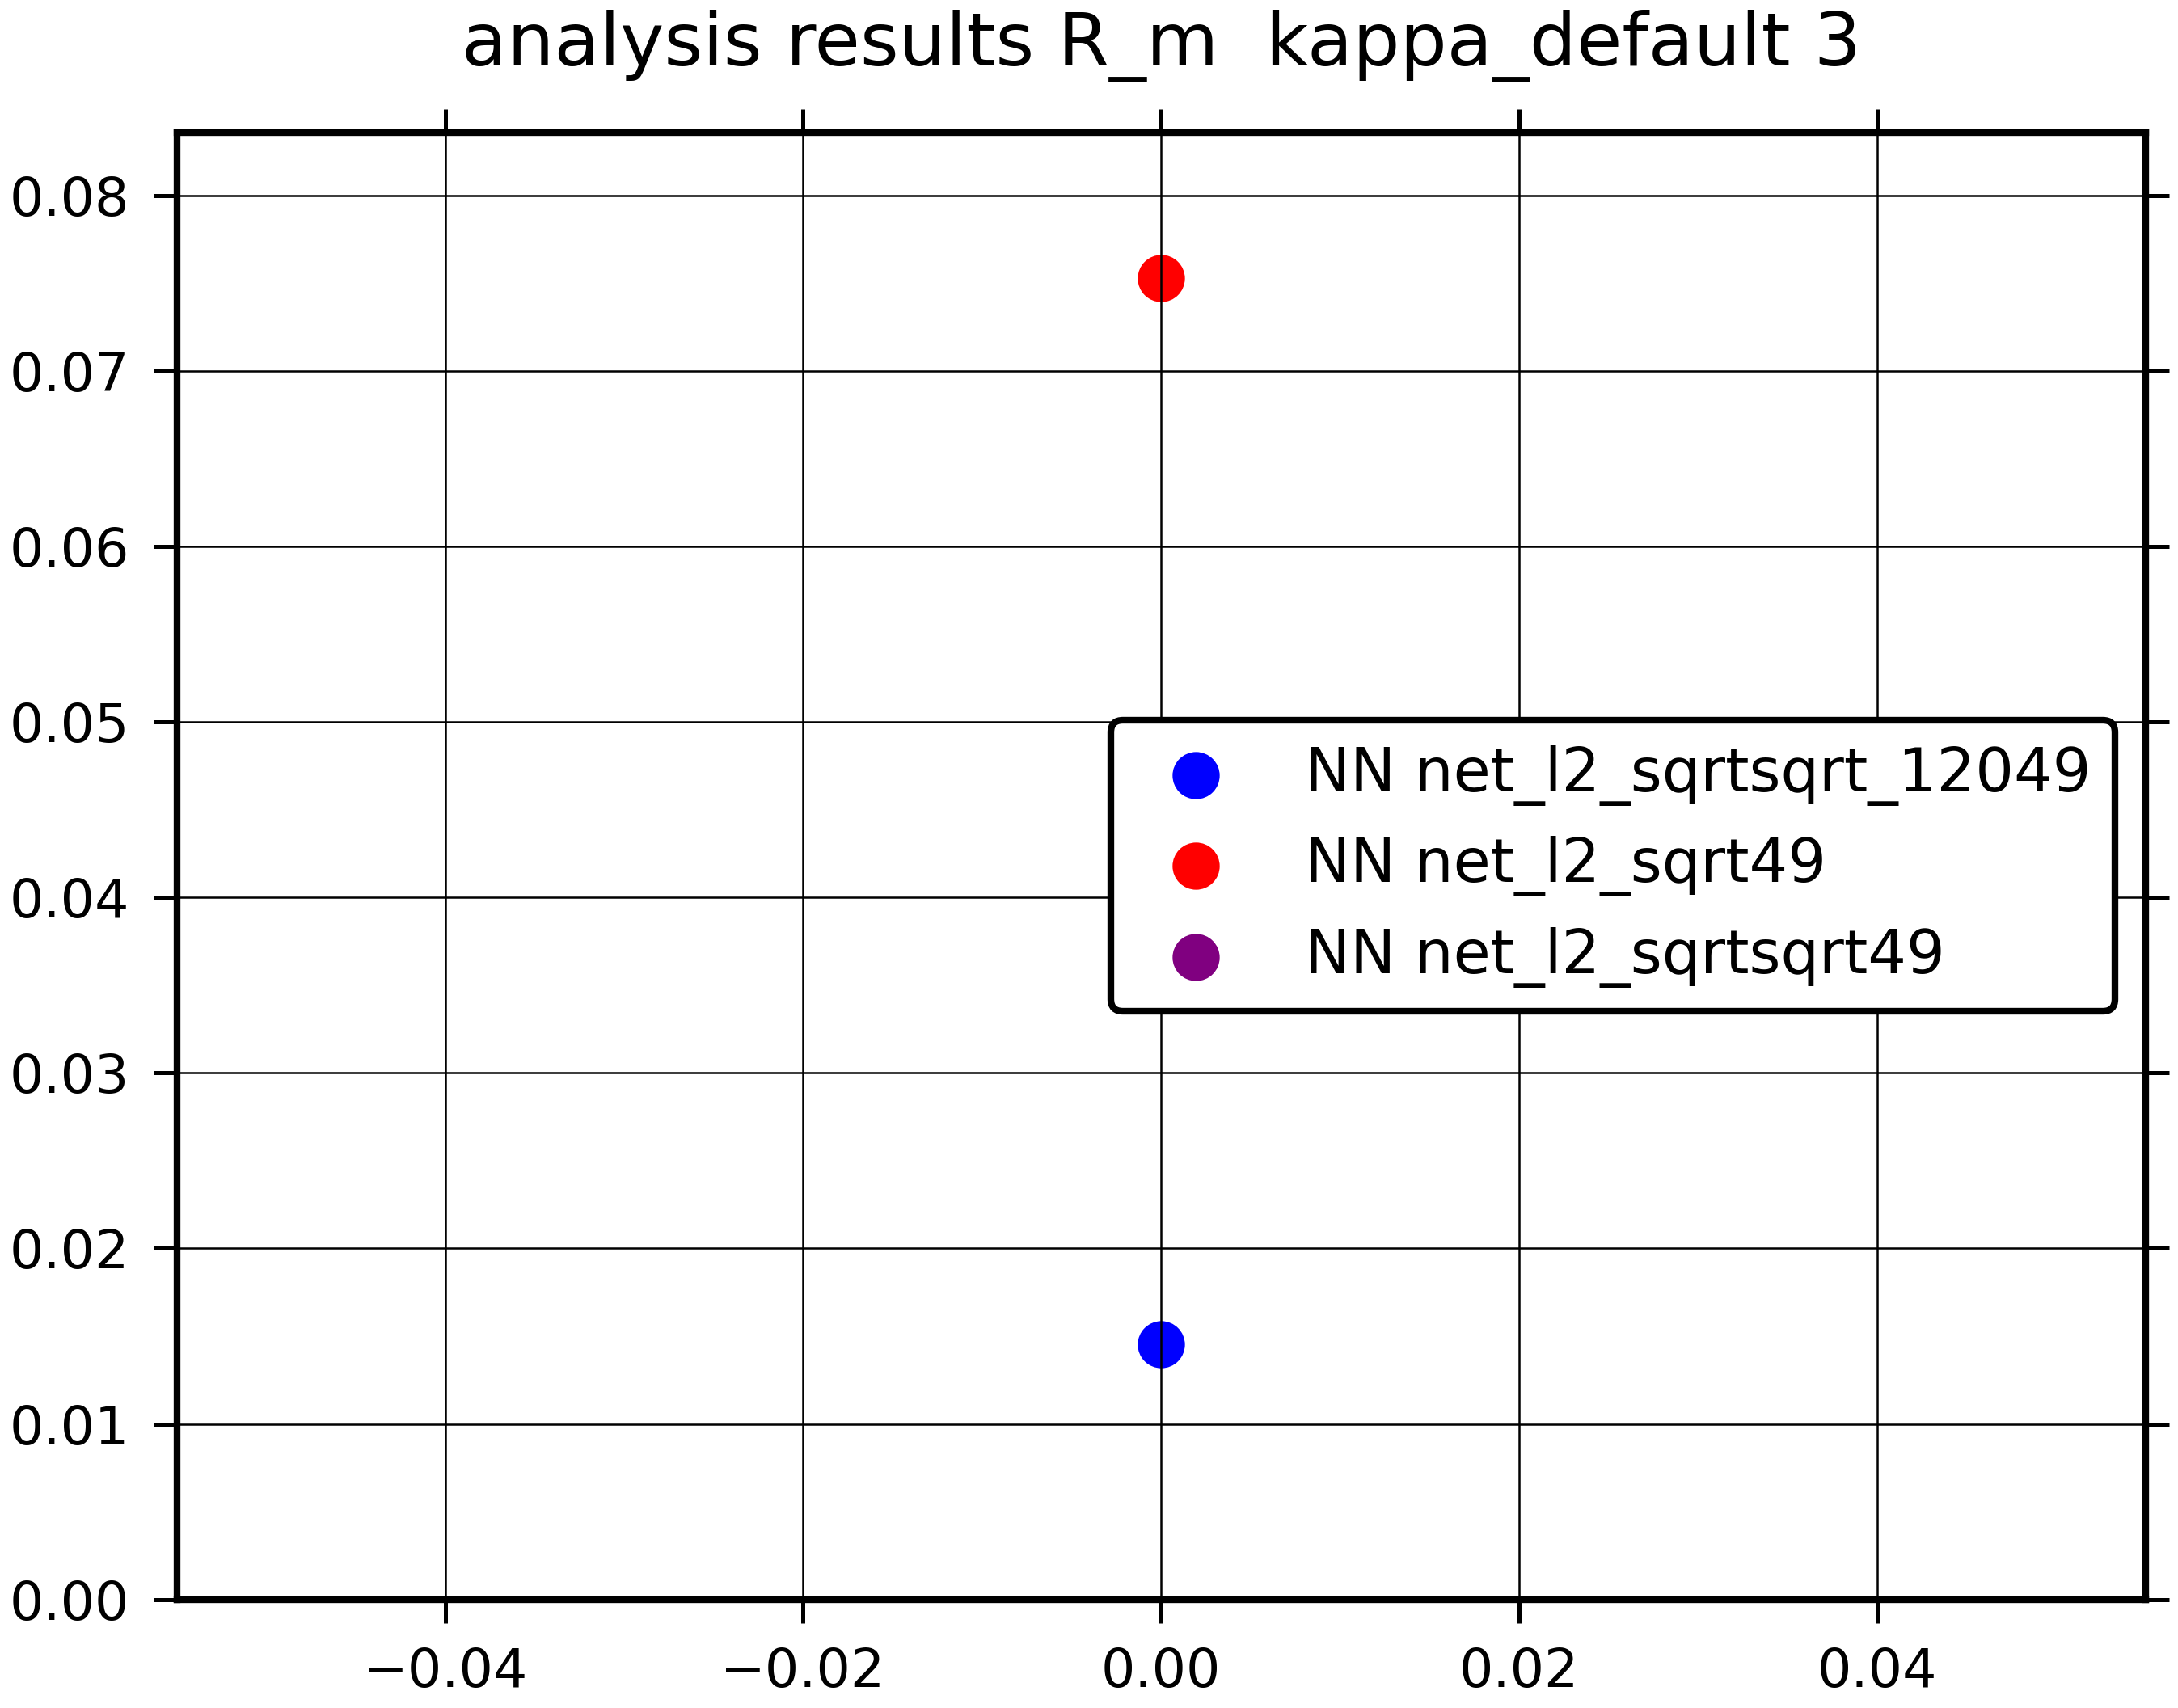 analysis results R_m  kappa_default 3
0.08
0.07
0.06
0.05
0.04
0.03
0.02
0.01
0.00
NN net_l2_sqrtsqrt_12049
NN net_l2_sqrt49
NN net_l2_sqrtsqrt49
−0.04 −0.02 0.00 0.02 0.04